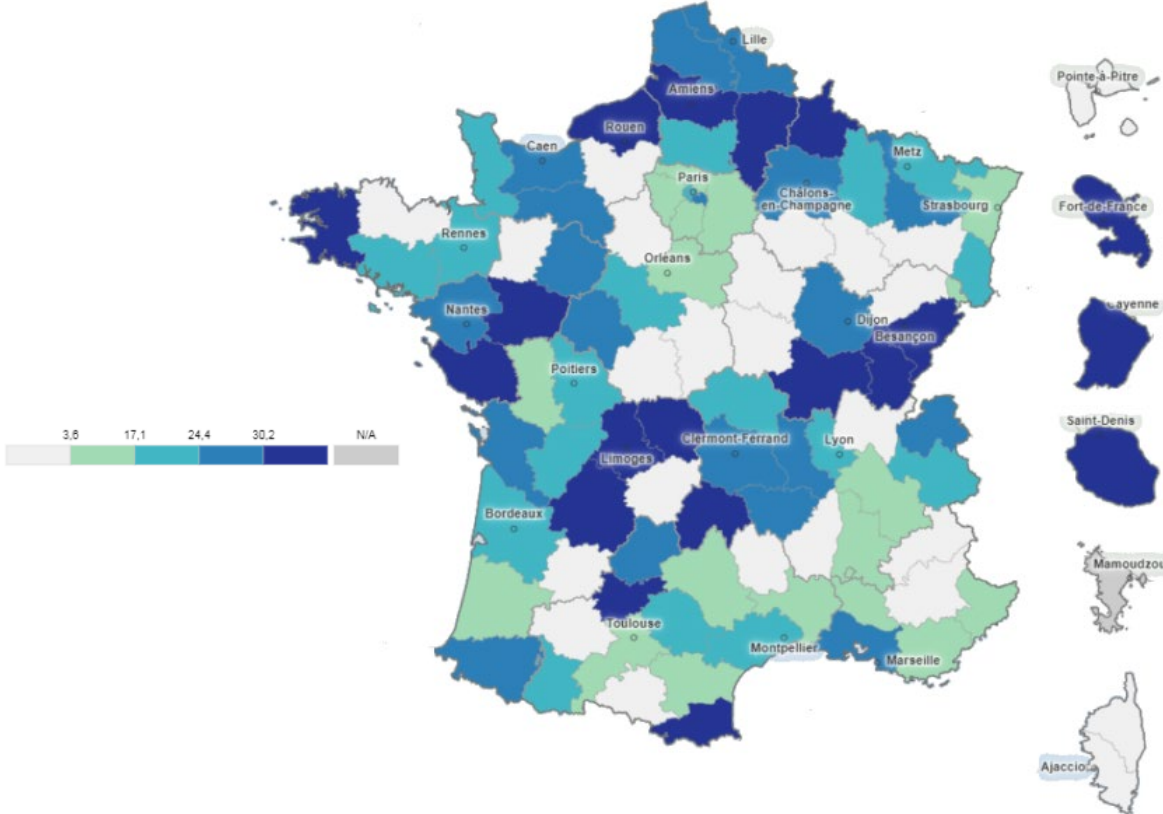 Lille
Pointe-à-Pitre
Amiens
Rouen
Caen
Metz
Paris
Châlons-
en-Champagne
Strasbourg
Fort-de-France
Rennes
Orléans
Nantes
Dijon
Cayenne
Besançon
Poitiers
Saint-Denis
3,6 17,1 24,4 30,2 N/A
Clermont-Ferrand
Lyon
Limoges
Bordeaux
Mamoudzou
Toulouse
Montpellier
Marseille
Ajaccio